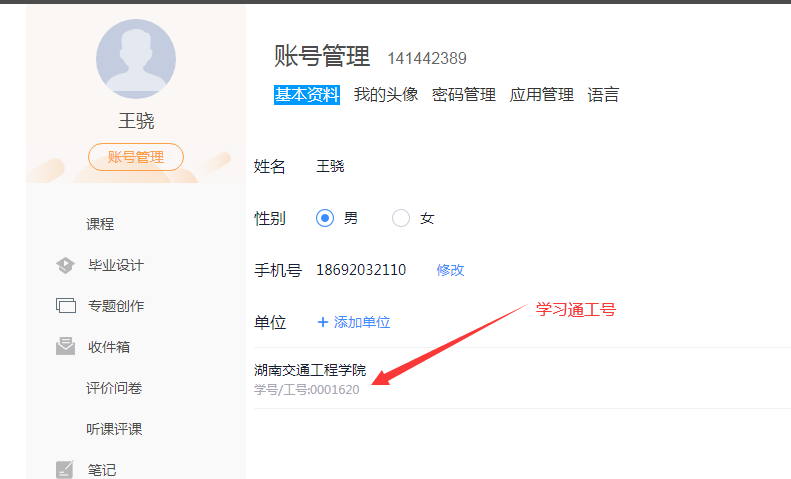 王骁
账号管理
课程
毕业设计
专题创作
收件箱
评价问卷
听课评课
笔记
账号管理 141442389
基本资料 我的头像 密码管理 应用管理 语言
姓名 王骁
性别 男 女
手机号 18692032110 修改
单位 + 添加单位
学习通工号
湖南交通工程学院
学号/工号:0001620